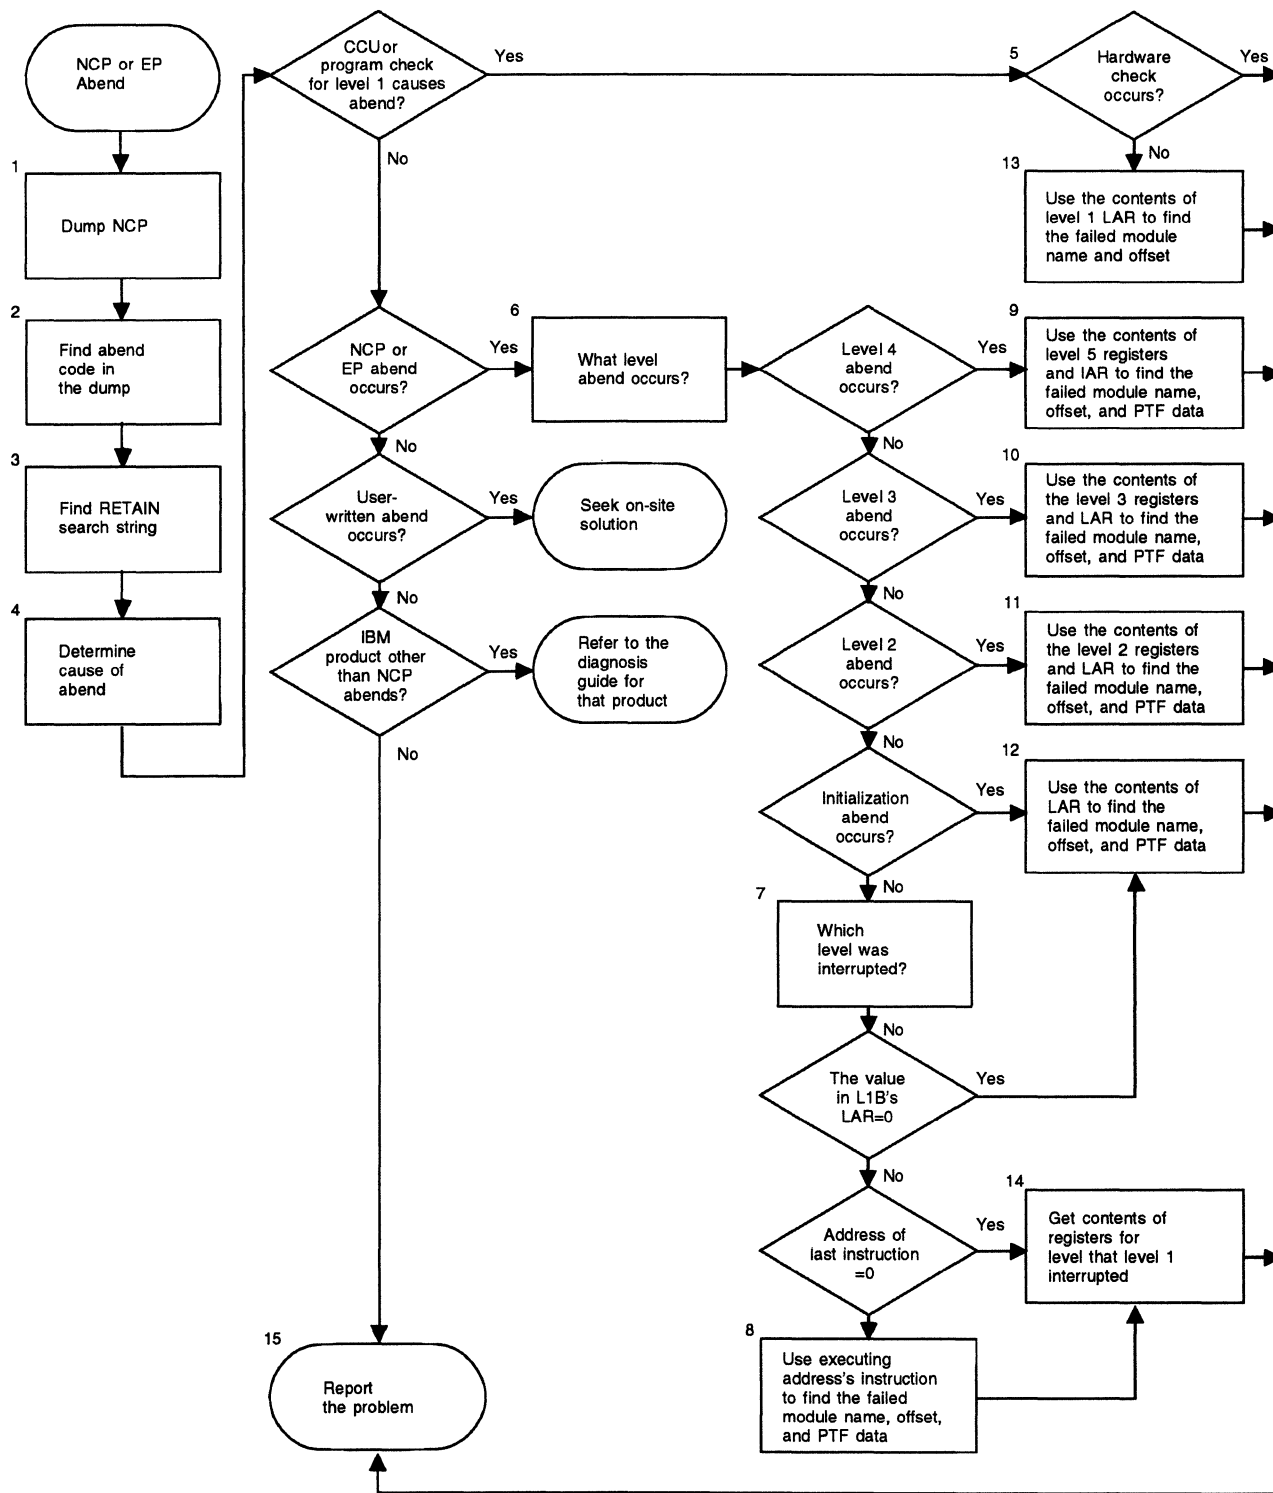 NCP or EP
Abend
1
Dump NCP
2
Find abend
code in
the dump
3
Find RETAIN
search string
4
Determine
cause of
abend
CCU or
program check
for level 1 causes
abend?
Yes
No
5
Hardware
check
occurs?
Yes
No
13
Use the contents of
level 1 LAR to find
the failed module
name and offset
NCP or
EP abend
occurs?
Yes
No
6
What level
abend occurs?
Level 4
abend
occurs?
Yes
No
9
Use the contents of
level 5 registers
and IAR to find the
failed module name,
offset, and PTF data
User-
written abend
occurs?
Yes
No
Seek on-site
solution
Level 3
abend
occurs?
Yes
No
10
Use the contents of
the level 3 registers
and LAR to find the
failed module name,
offset, and PTF data
IBM
product other
than NCP
abends?
Yes
No
Refer to the
diagnosis
guide for
that product
Level 2
abend
occurs?
Yes
No
11
Use the contents of
the level 2 registers
and LAR to find the
failed module name,
offset, and PTF data
Initialization
abend
occurs?
Yes
No
12
Use the contents of
LAR to find the
failed module name,
offset, and PTF data
7
Which
level was
interrupted?
No
The value
in L1B's
LAR=0
Yes
No
Address of
last instruction
=0
Yes
14
Get contents of
registers for
level that level 1
interrupted
8
Use executing
address's instruction
to find the failed
module name, offset,
and PTF data
15
Report
the problem